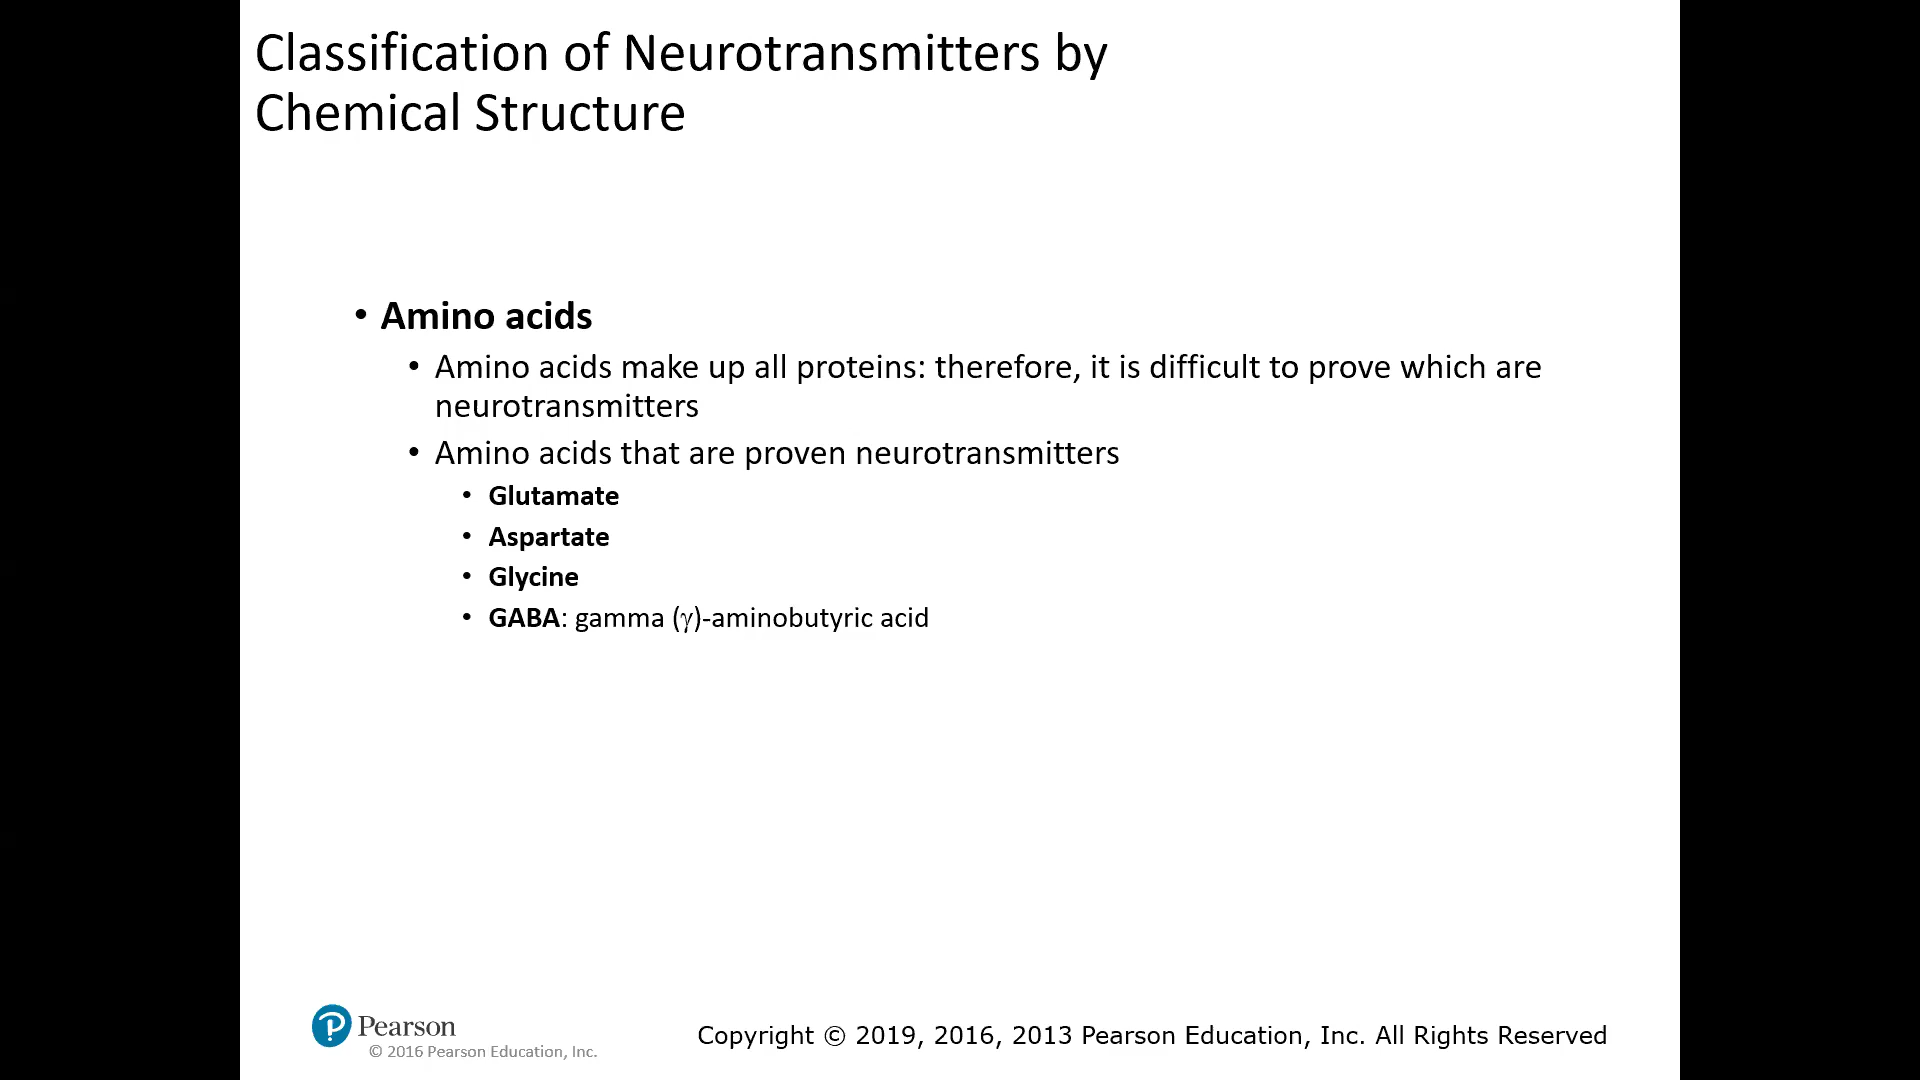 Classification of Neurotransmitters by
Chemical Structure
• Amino acids
• Amino acids make up all proteins: therefore, it is difficult to prove which are
neurotransmitters
• Amino acids that are proven neurotransmitters
• Glutamate
• Aspartate
• Glycine
• GABA: gamma (γ)-aminobutyric acid
Pearson
© 2016 Pearson Education, Inc.
Copyright © 2019, 2016, 2013 Pearson Education, Inc. All Rights Reserved